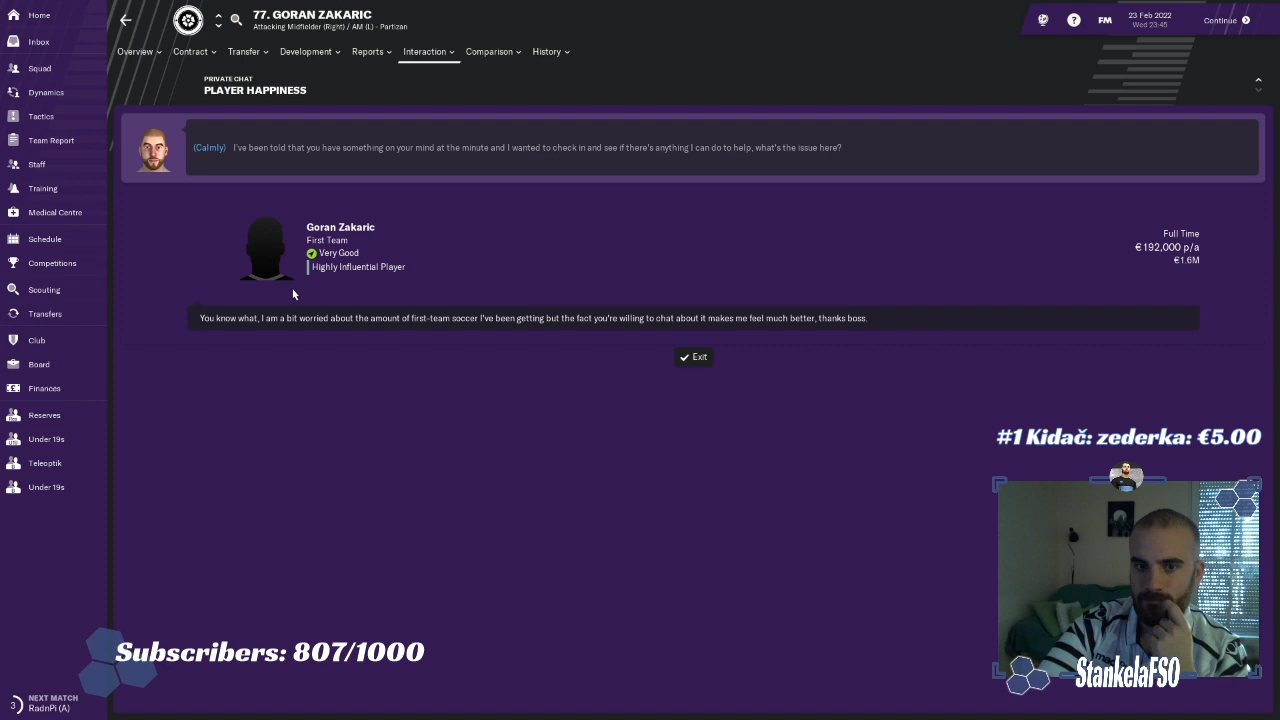 Home
Inbox
Squad
Dynamics
Tactics
Team Report
Staff
Training
Medical Centre
Schedule
Competitions
Scouting
Transfers
Club
Board
Finances
Reserves
Under 19s
Teleoptik
Under 19s
3
NEXT MATCH
RadnPi (A)
77. GORAN ZAKARIC
Attacking Midfielder (Right) / AM (L) - Partizan
FM
23 Feb 2022
Wed 23:45
Continue
Overview
Contract
Transfer
Development
Reports
Interaction
Comparison
History
PRIVATE CHAT
PLAYER HAPPINESS
(Calmly) I've been told that you have something on your mind at the minute and I wanted to check in and see if there's anything I can do to help, what's the issue here?
Goran Zakaric
First Team
Very Good
Highly Influential Player
Full Time
€192,000 p/a
€1.6M
You know what, I am a bit worried about the amount of first-team soccer I've been getting but the fact you're willing to chat about it makes me feel much better, thanks boss.
Exit
#1 Kidač: zederka: €5.00
Subscribers: 807/1000
StankelaFSO